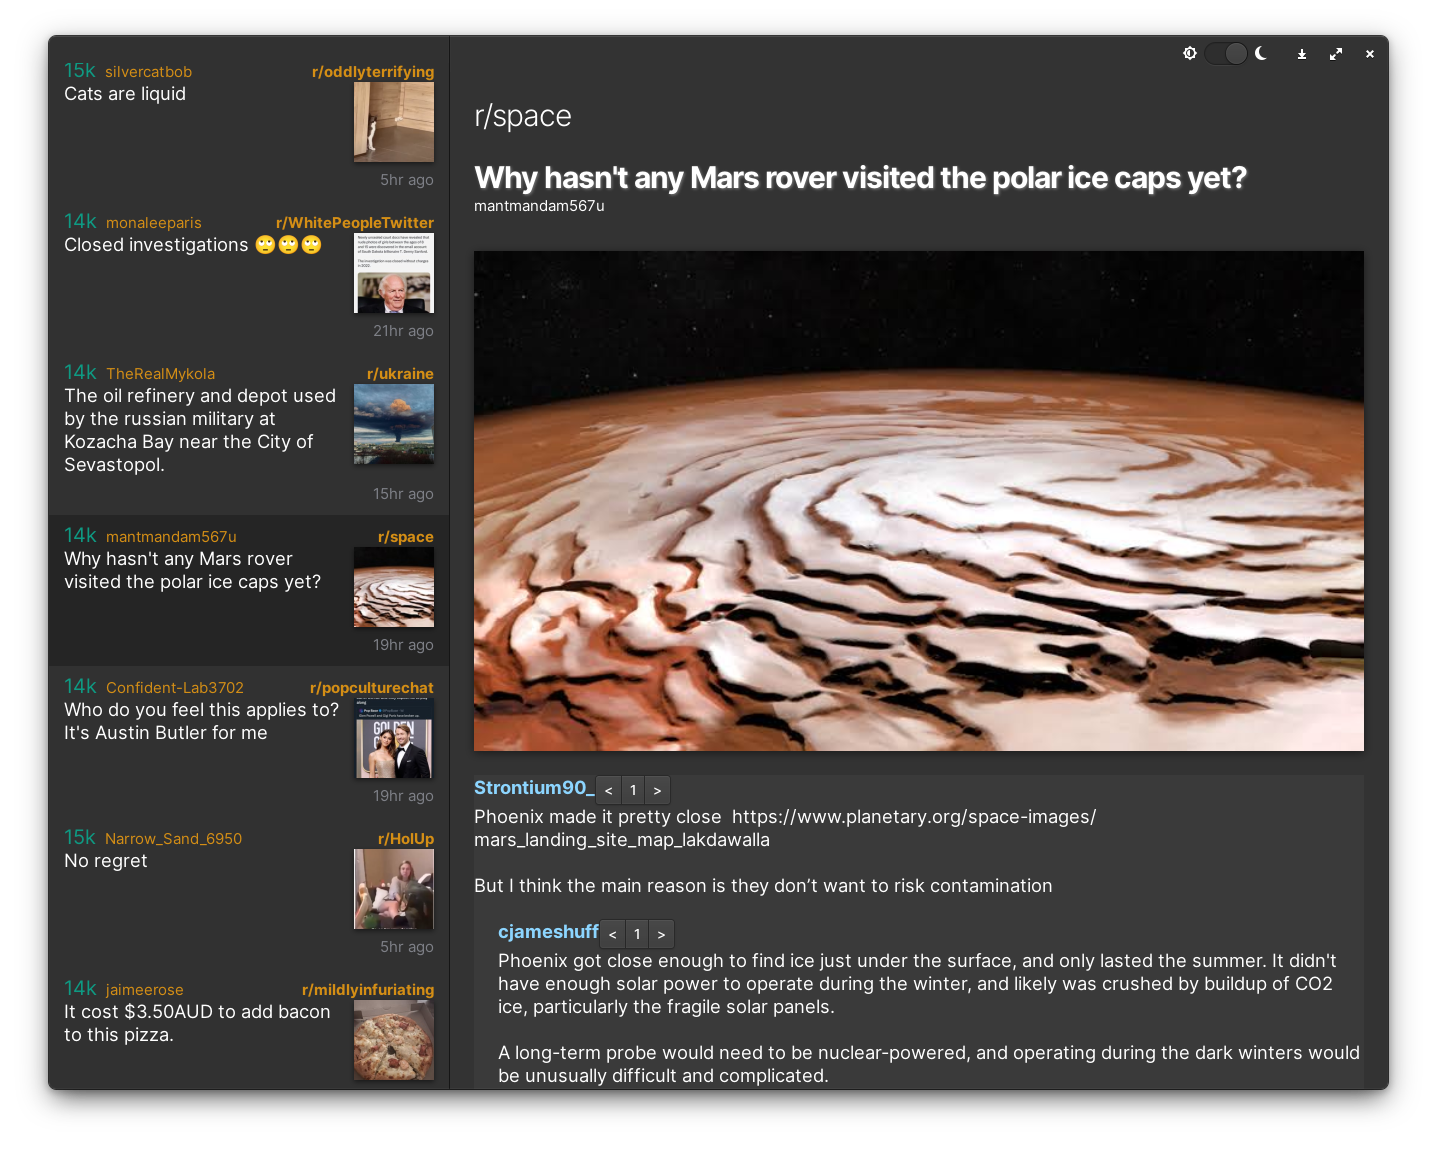 15k silvercatbob r/oddlyterrifying
Cats are liquid
5hr ago
14k monaleeparis r/WhitePeopleTwitter
Closed investigations 🙄🙄🙄
21hr ago
14k TheRealMykola r/ukraine
The oil refinery and depot used
by the russian military at
Kozacha Bay near the City of
Sevastopol.
15hr ago
14k mantmandam567u r/space
Why hasn't any Mars rover
visited the polar ice caps yet?
19hr ago
14k Confident-Lab3702 r/popculturechat
Who do you feel this applies to?
It's Austin Butler for me
19hr ago
15k Narrow_Sand_6950 r/HolUp
No regret
5hr ago
14k jaimeerose r/mildlyinfuriating
It cost $3.50AUD to add bacon
to this pizza.
r/space
Why hasn't any Mars rover visited the polar ice caps yet?
mantmandam567u
Strontium90_ < 1 >
Phoenix made it pretty close  https://www.planetary.org/space-images/
mars_landing_site_map_lakdawalla
But I think the main reason is they don’t want to risk contamination
cjameshuff < 1 >
Phoenix got close enough to find ice just under the surface, and only lasted the summer. It didn't
have enough solar power to operate during the winter, and likely was crushed by buildup of CO2
ice, particularly the fragile solar panels.
A long-term probe would need to be nuclear-powered, and operating during the dark winters would
be unusually difficult and complicated.